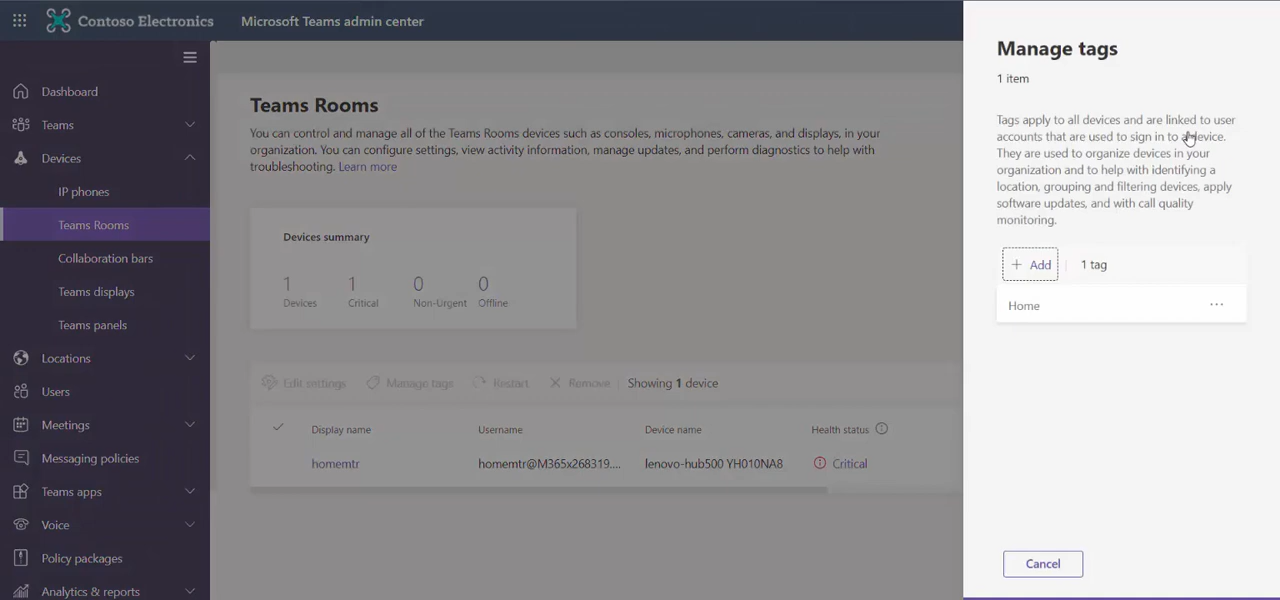 Contoso Electronics
Microsoft Teams admin center
Dashboard
Teams
Devices
IP phones
Teams Rooms
Collaboration bars
Teams displays
Teams panels
Locations
Users
Meetings
Messaging policies
Teams apps
Voice
Policy packages
Analytics & reports
Teams Rooms
You can control and manage all of the Teams Rooms devices such as consoles, microphones, cameras, and displays, in your
organization. You can configure settings, view activity information, manage updates, and perform diagnostics to help with
troubleshooting. Learn more
Devices summary
1 1 0 0
Devices Critical Non-Urgent Offline
Edit settings Manage tags Restart Remove Showing 1 device
Display name Username Device name Health status
homemtr homemtr@M365x268319.... lenovo-hub500 YH010NA8 Critical
Manage tags
1 item
Tags apply to all devices and are linked to user
accounts that are used to sign in to a device.
They are used to organize devices in your
organization and to help with identifying a
location, grouping and filtering devices, apply
software updates, and with call quality
monitoring.
+ Add 1 tag
Home ...
Cancel